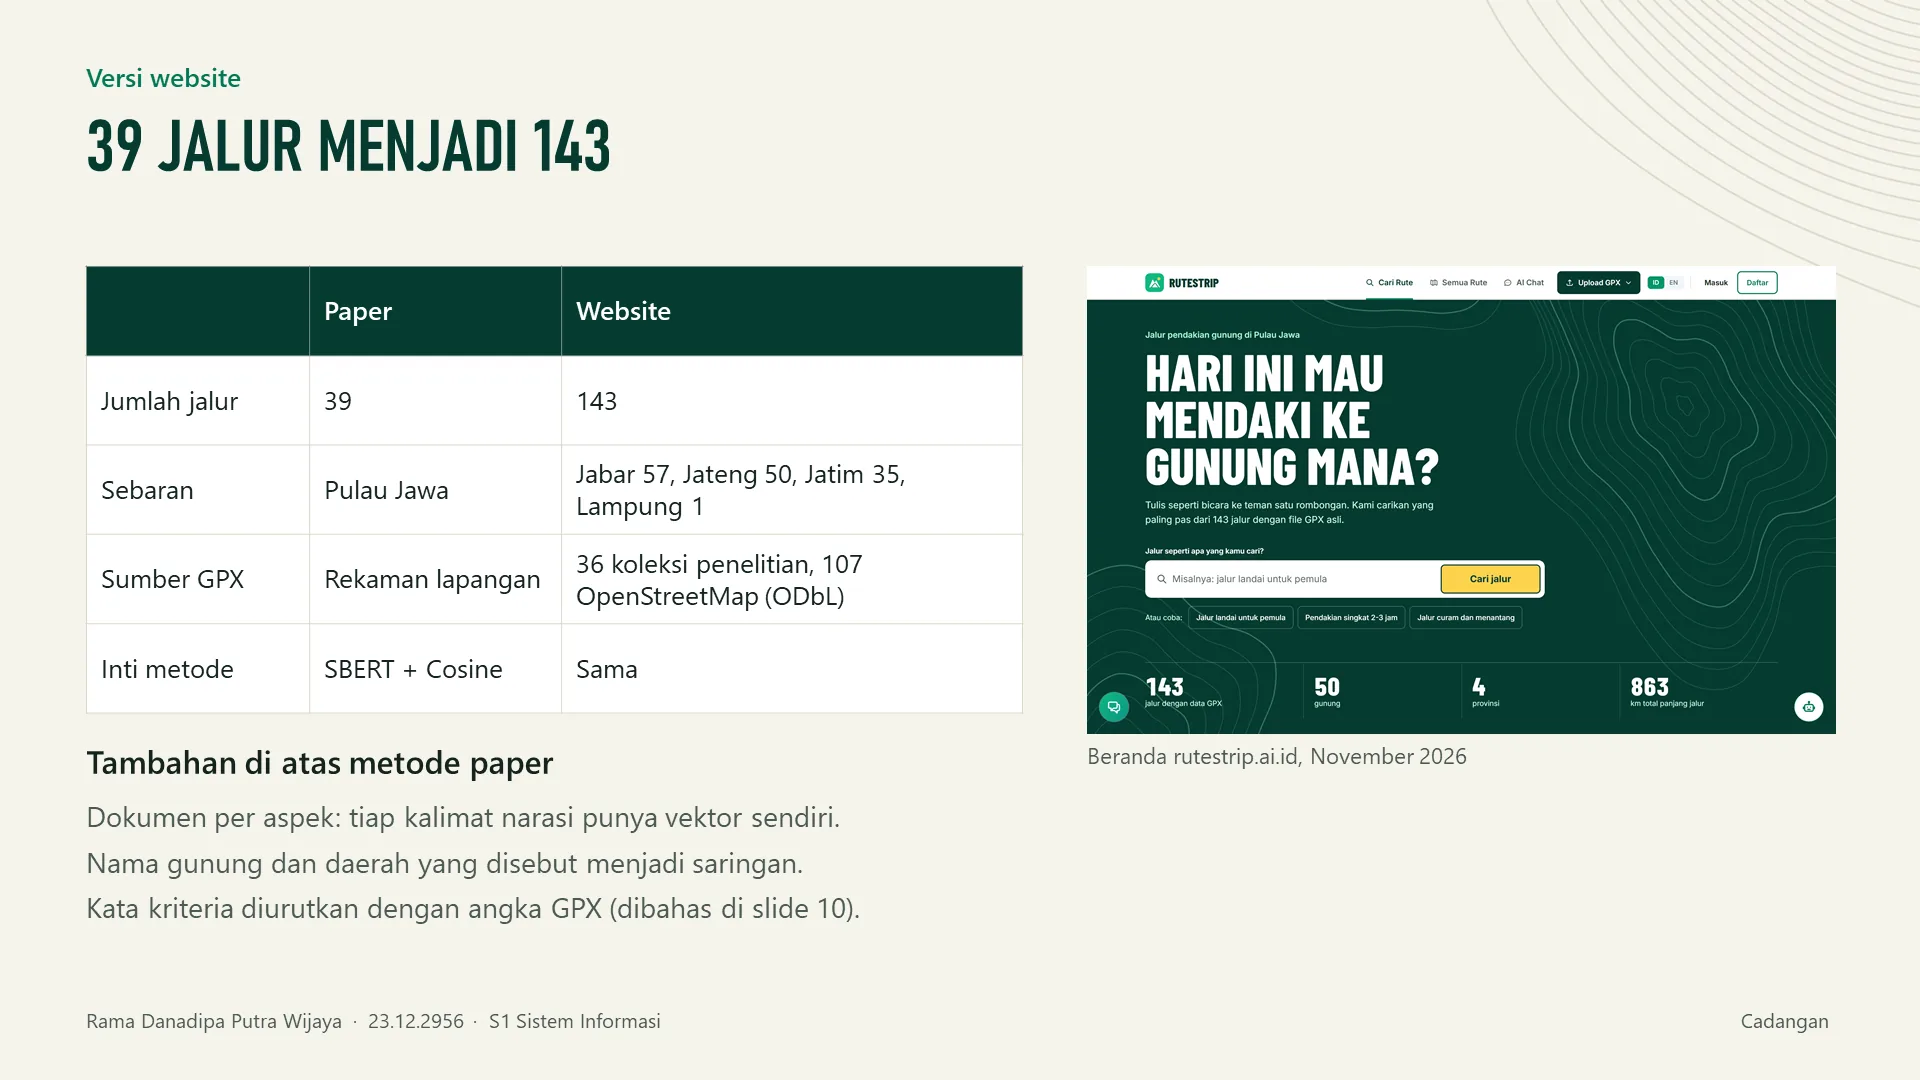 Versi website
39 JALUR MENJADI 143
Paper
Website
Jumlah jalur
39
143
Sebaran
Pulau Jawa
Jabar 57, Jateng 50, Jatim 35,
Lampung 1
Sumber GPX
Rekaman lapangan
36 koleksi penelitian, 107
OpenStreetMap (ODbL)
Inti metode
SBERT + Cosine
Sama
Tambahan di atas metode paper
Dokumen per aspek: tiap kalimat narasi punya vektor sendiri.
Nama gunung dan daerah yang disebut menjadi saringan.
Kata kriteria diurutkan dengan angka GPX (dibahas di slide 10).
RUTESTRIP
Cari Rute
Semua Rute
AI Chat
Upload GPX
ID
EN
Masuk
Daftar
Jalur pendakian gunung di Pulau Jawa
HARI INI MAU
MENDAKI KE
GUNUNG MANA?
Tulis seperti bicara ke teman satu rombongan. Kami carikan yang
paling pas dari 143 jalur dengan file GPX asli.
Jalur seperti apa yang kamu cari?
Misalnya: jalur landai untuk pemula
Cari jalur
Atau coba:
Jalur landai untuk pemula
Pendakian singkat 2-3 jam
Jalur curam dan menantang
143
jalur dengan data GPX
50
gunung
4
provinsi
863
km total panjang jalur
Beranda rutestrip.ai.id, November 2026
Rama Danadipa Putra Wijaya · 23.12.2956 · S1 Sistem Informasi
Cadangan